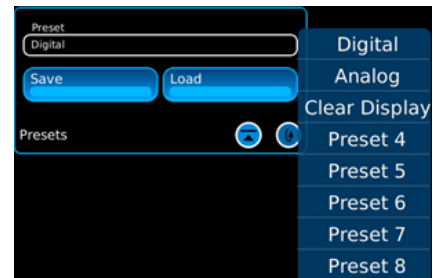 Preset
Digital
Save
Load
Presets
Digital
Analog
Clear Display
Preset 4
Preset 5
Preset 6
Preset 7
Preset 8